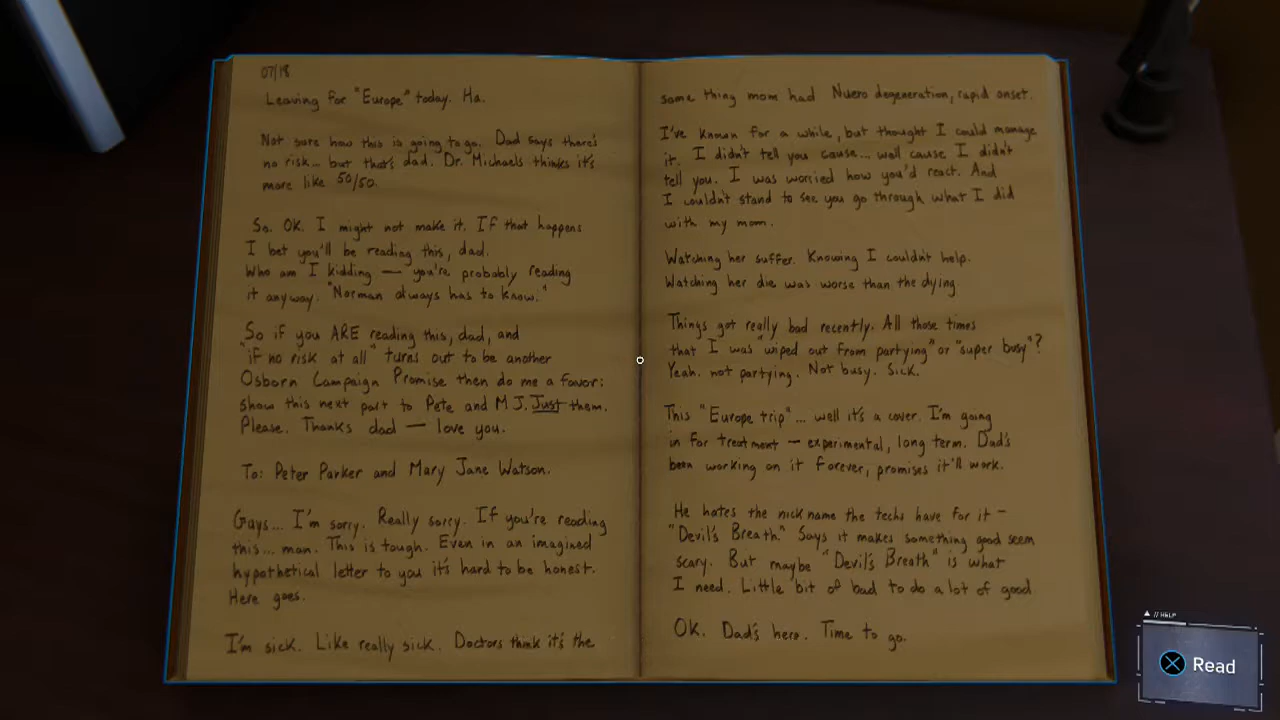 07/18
Leaving for "Europe" today. Ha.
Not sure how this is going to go. Dad says there's
no risk... but that's dad. Dr. Michaels thinks it's
more like 50/50.
So. OK. I might not make it. If that happens
I bet you'll be reading this, dad.
Who am I kidding — you're probably reading
it anyway. "Norman always has to know."
So if you ARE reading this, dad, and
"if no risk at all" turns out to be another
Osborn Campaign Promise then do me a favor:
show this next part to Pete and MJ. Just them.
Please. Thanks dad — love you.
To: Peter Parker and Mary Jane Watson.
Guys... I'm sorry. Really sorry. If you're reading
this... man. This is tough. Even in an imagined
hypothetical letter to you it's hard to be honest.
Here goes.
I'm sick. Like really sick. Doctors think it's the
same thing mom had Nuero degeneration, rapid onset.
I've known for a while, but thought I could manage
it. I didn't tell you cause... well cause I didn't
tell you. I was worried how you'd react. And
I couldn't stand to see you go through what I did
with my mom.
Watching her suffer. Knowing I couldn't help.
Watching her die was worse than the dying.
Things got really bad recently. All those times
that I was "wiped out from partying" or "super busy"?
Yeah. not partying. Not busy. Sick.
This "Europe trip"... well it's a cover. I'm going
in for treatment — experimental, long term. Dad's
been working on it forever, promises it'll work.
He hates the nickname the techs have for it —
"Devil's Breath" Says it makes something good seem
scary. But maybe "Devil's Breath" is what
I need. Little bit of bad to do a lot of good
OK. Dad's here. Time to go.
// HELP
Read